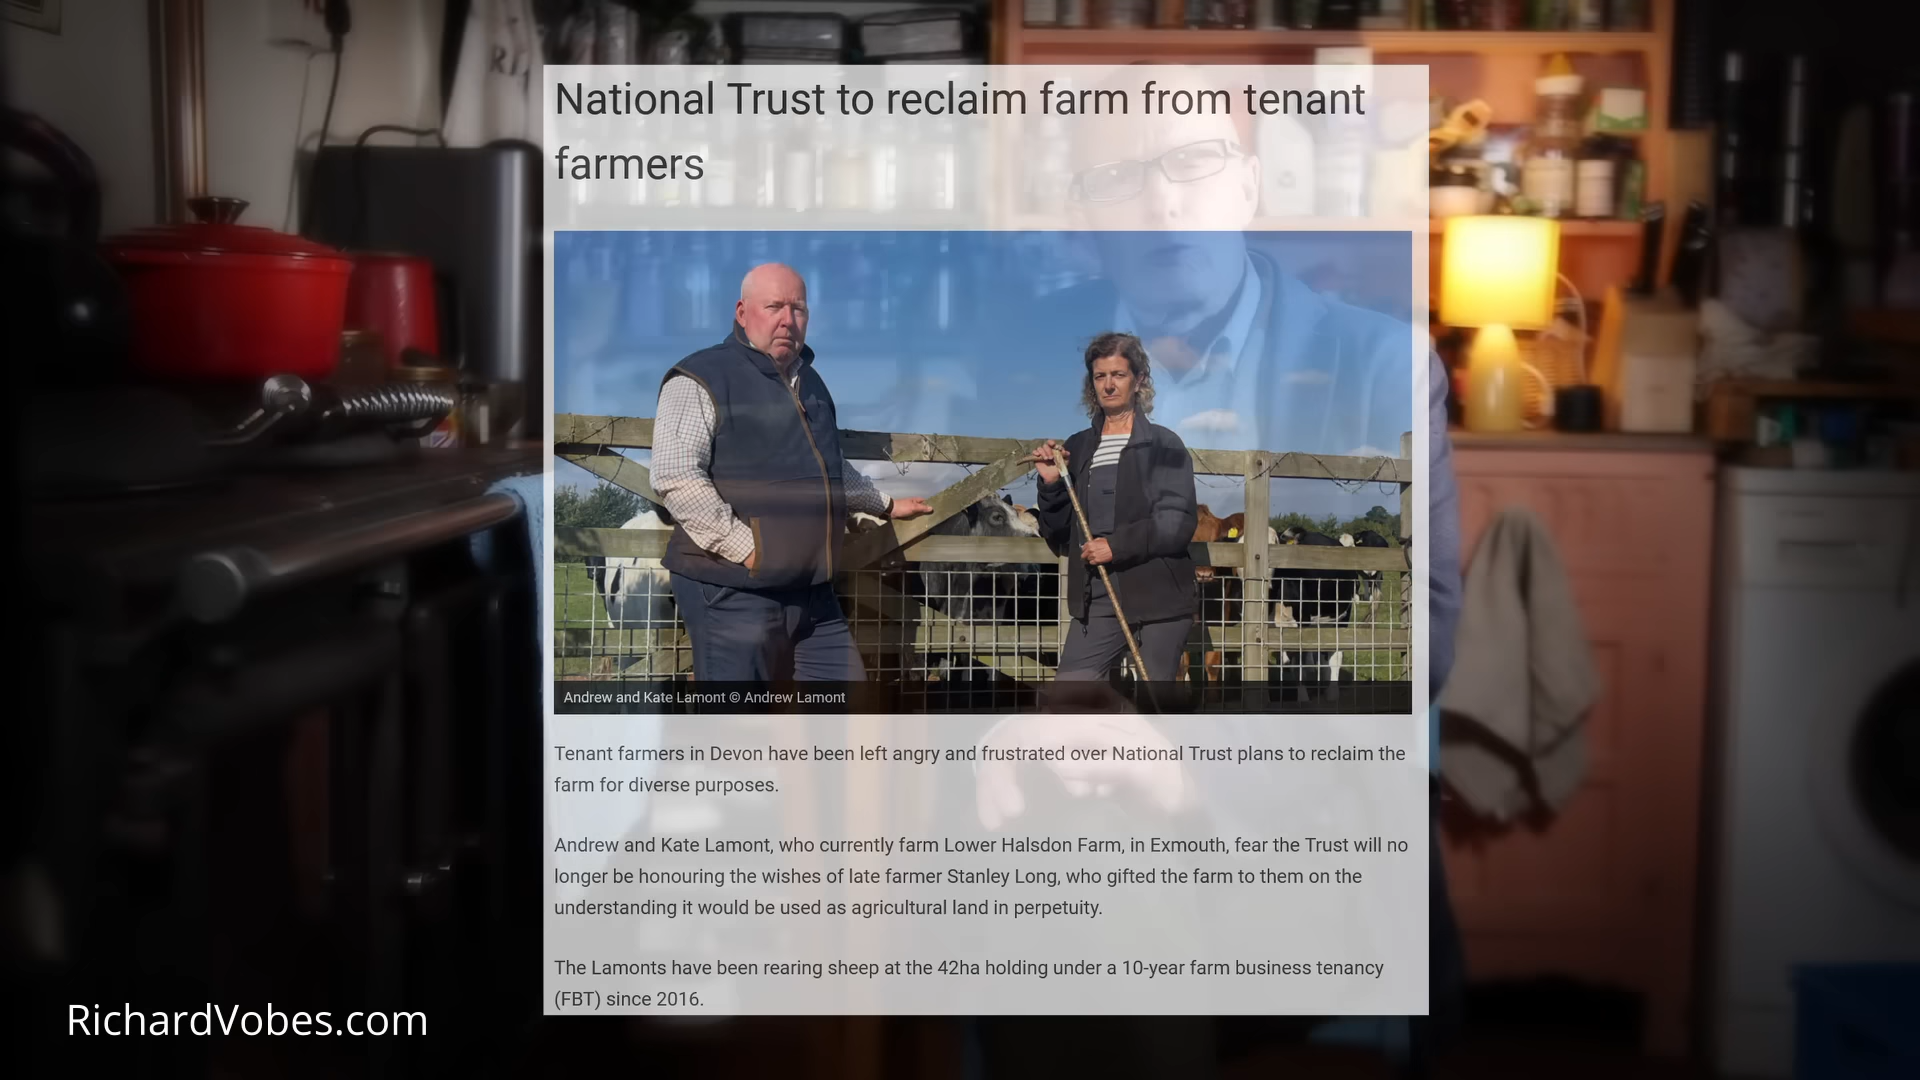 National Trust to reclaim farm from tenant
farmers
Andrew and Kate Lamont © Andrew Lamont
Tenant farmers in Devon have been left angry and frustrated over National Trust plans to reclaim the
farm for diverse purposes.
Andrew and Kate Lamont, who currently farm Lower Halsdon Farm, in Exmouth, fear the Trust will no
longer be honouring the wishes of late farmer Stanley Long, who gifted the farm to them on the
understanding it would be used as agricultural land in perpetuity.
The Lamonts have been rearing sheep at the 42ha holding under a 10-year farm business tenancy
(FBT) since 2016.
RichardVobes.com